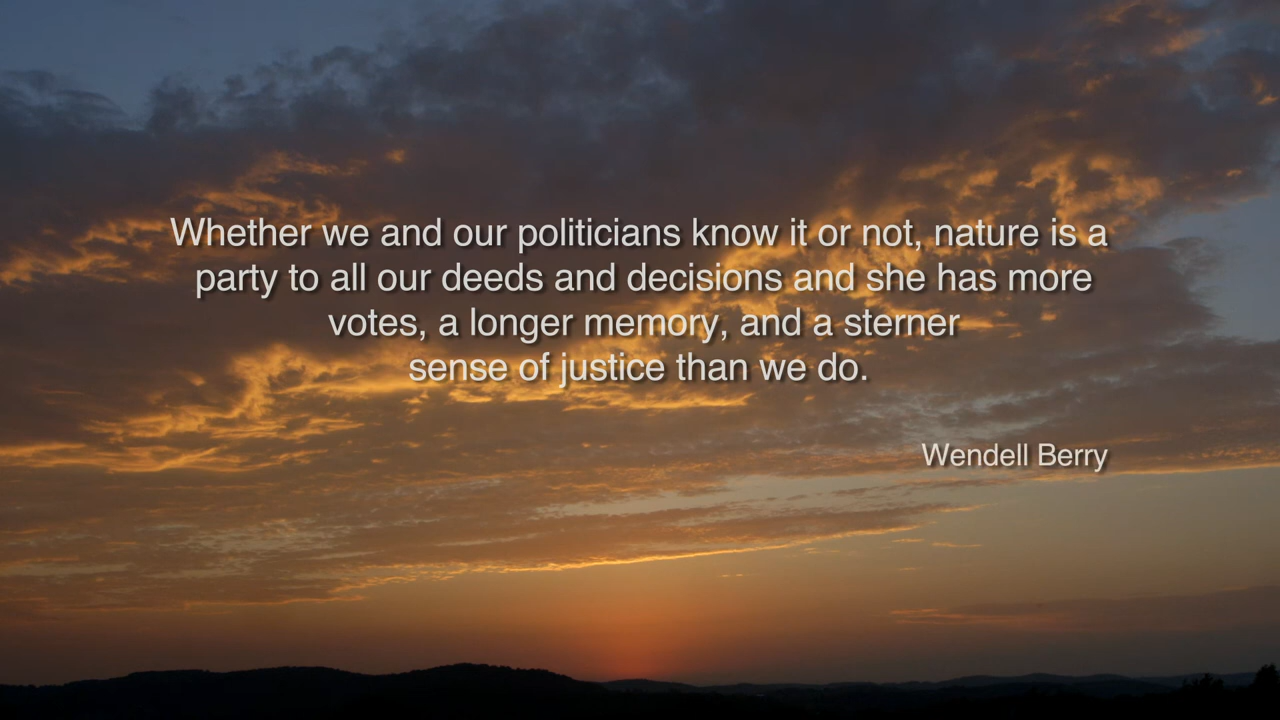 Whether we and our politicians know it or not, nature is a
party to all our deeds and decisions and she has more
votes, a longer memory, and a sterner
sense of justice than we do.
Wendell Berry